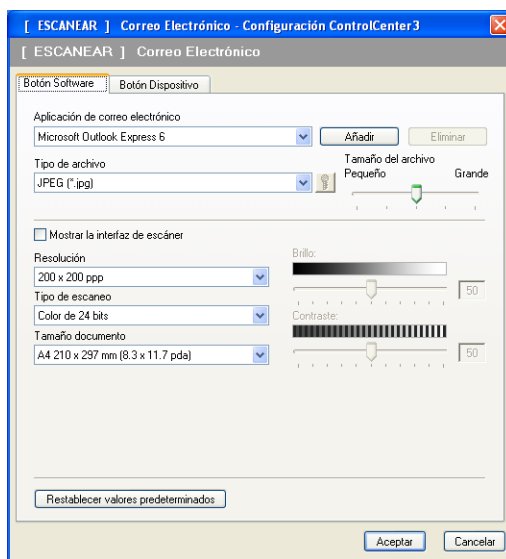 [ ESCANEAR ] Correo Electrónico - Configuración ControlCenter3
[ ESCANEAR ] Correo Electrónico
Botón Software Botón Dispositivo
Aplicación de correo electrónico
Microsoft Outlook Express 6 Añadir Eliminar
Tipo de archivo Tamaño del archivo
JPEG (*.jpg) Pequeño Grande
Mostrar la interfaz de escáner
Resolución Brillo:
200 x 200 ppp 50
Tipo de escaneo
Color de 24 bits Contraste:
Tamaño documento
A4 210 x 297 mm (8.3 x 11.7 pda) 50
Restablecer valores predeterminados
Aceptar Cancelar